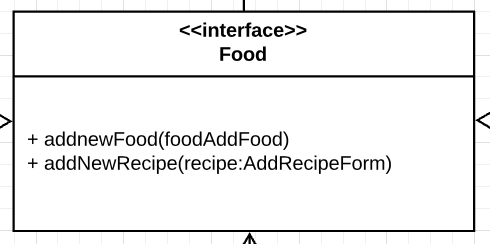 <<interface>>
Food
+ addnewFood(foodAddFood)
+ addNewRecipe(recipe:AddRecipeForm)